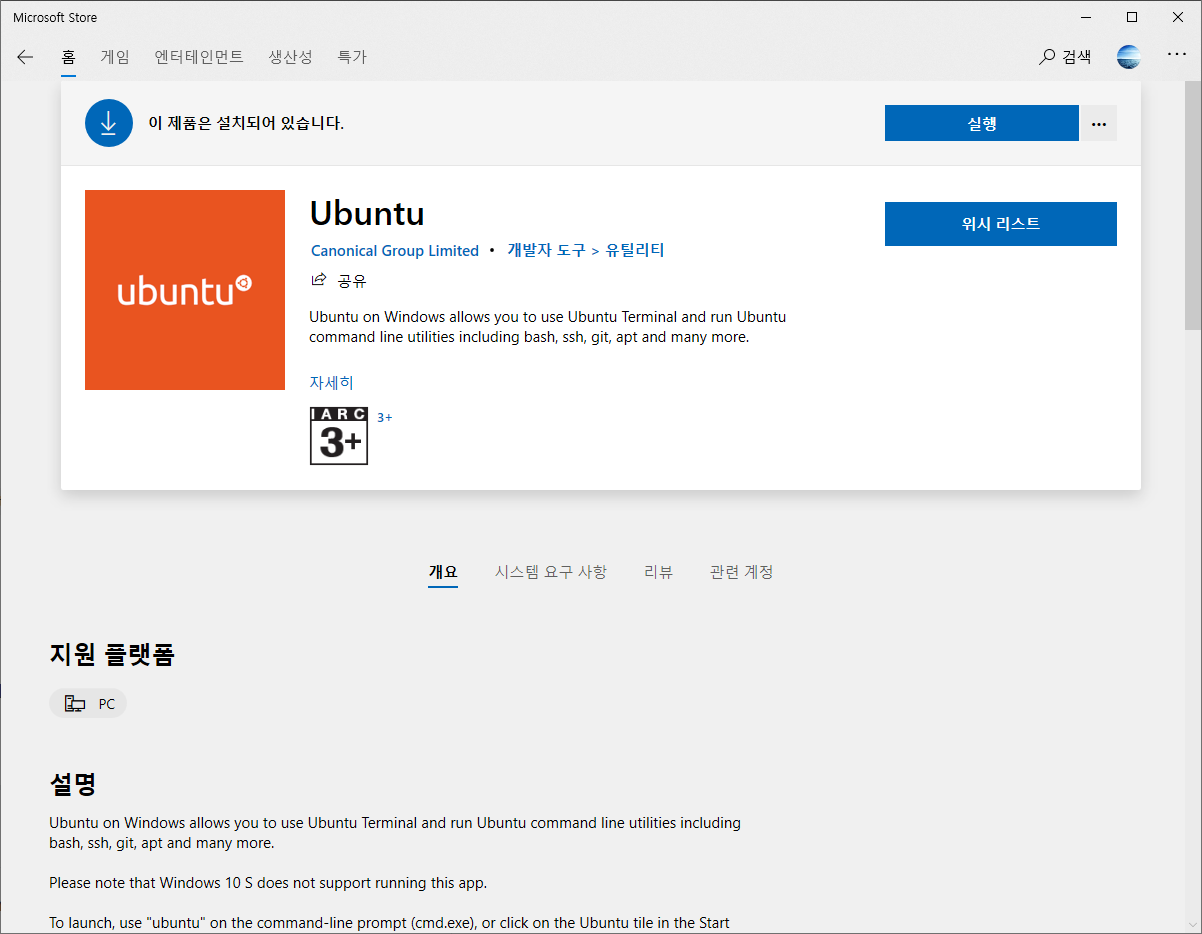 Microsoft Store
홈 게임 엔터테인먼트 생산성 특가 검색
이 제품은 설치되어 있습니다. 실행
ubuntu
Ubuntu
위시 리스트
Canonical Group Limited • 개발자 도구 > 유틸리티
공유
Ubuntu on Windows allows you to use Ubuntu Terminal and run Ubuntu
command line utilities including bash, ssh, git, apt and many more.
자세히
IARC
3+
3+
개요 시스템 요구 사항 리뷰 관련 계정
지원 플랫폼
PC
설명
Ubuntu on Windows allows you to use Ubuntu Terminal and run Ubuntu command line utilities including
bash, ssh, git, apt and many more.
Please note that Windows 10 S does not support running this app.
To launch, use "ubuntu" on the command-line prompt (cmd.exe), or click on the Ubuntu tile in the Start